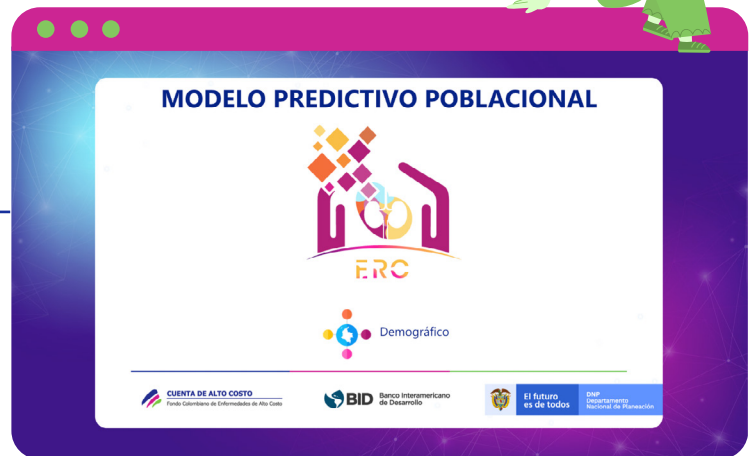 MODELO PREDICTIVO POBLACIONAL
ERC
Demográfico
CUENTA DE ALTO COSTO
Fondo Colombiano de Enfermedades de Alto Costo
BID
Banco Interamericano
de Desarrollo
El futuro
es de todos
DNP
Departamento
Nacional de Planeación